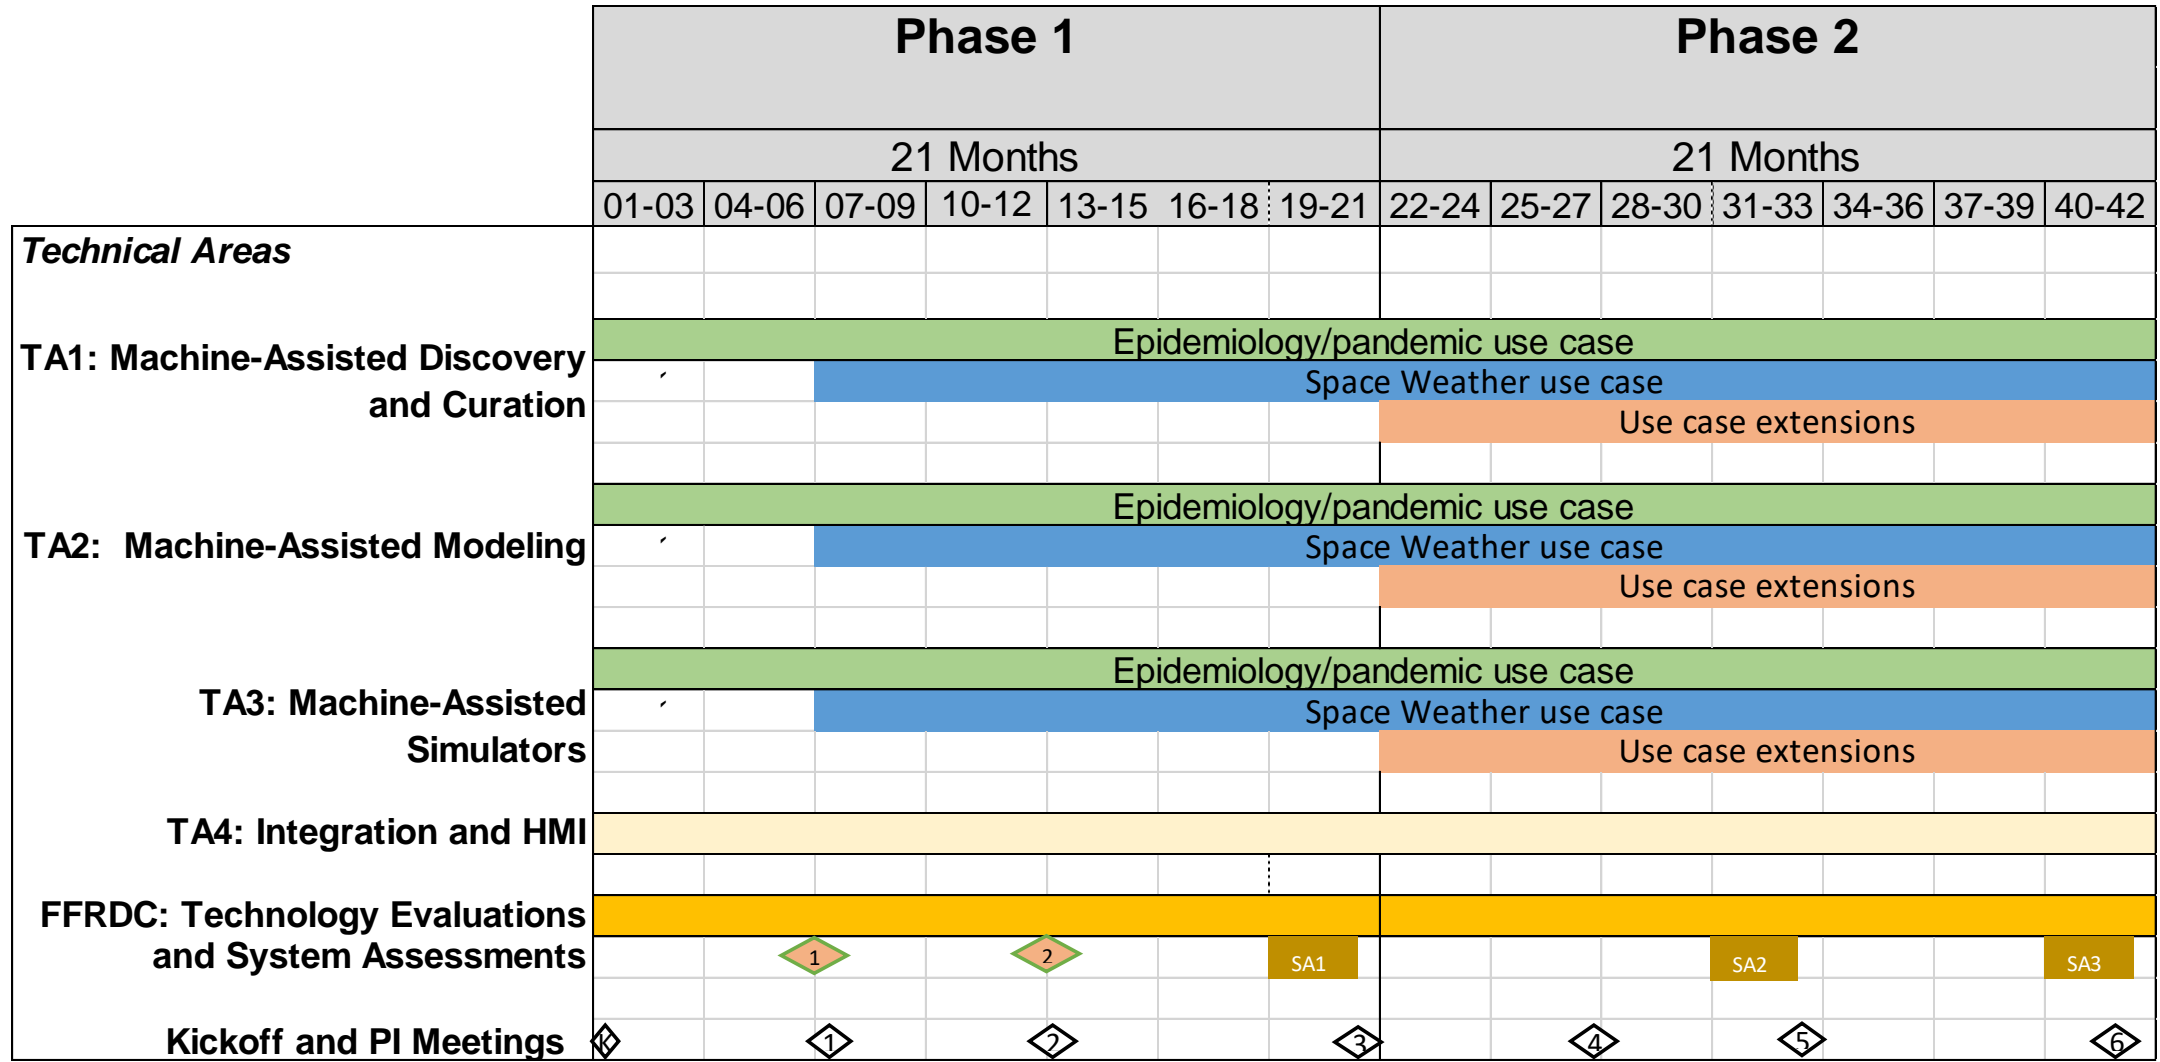 Phase 1 Phase 2
21 Months 21 Months
01-03 04-06 07-09 10-12 13-15 16-18 19-21 22-24 25-27 28-30 31-33 34-36 37-39 40-42
Technical Areas
Epidemiology/pandemic use case
TA1: Machine-Assisted Discovery
and Curation
Space Weather use case
Use case extensions
Epidemiology/pandemic use case
TA2: Machine-Assisted Modeling
Space Weather use case
Use case extensions
Epidemiology/pandemic use case
TA3: Machine-Assisted
Simulators
Space Weather use case
Use case extensions
TA4: Integration and HMI
FFRDC: Technology Evaluations
and System Assessments
1 2 SA1 SA2 SA3
Kickoff and PI Meetings K 1 2 3 4 5 6